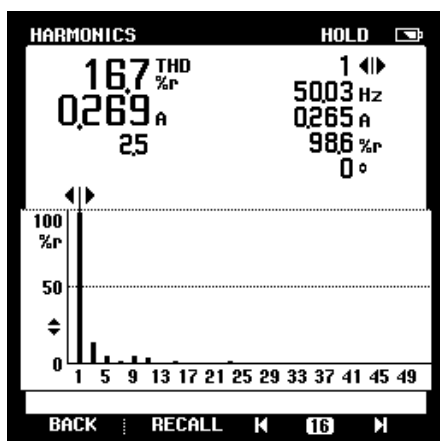 HARMONICS HOLD
16,7 THD %r 1
50,03 Hz
0,269 A 0,265 A
2,5 98,6 %r
0 °
100
%r
50
0
1 5 9 13 17 21 25 29 33 37 41 45 49
BACK RECALL 16